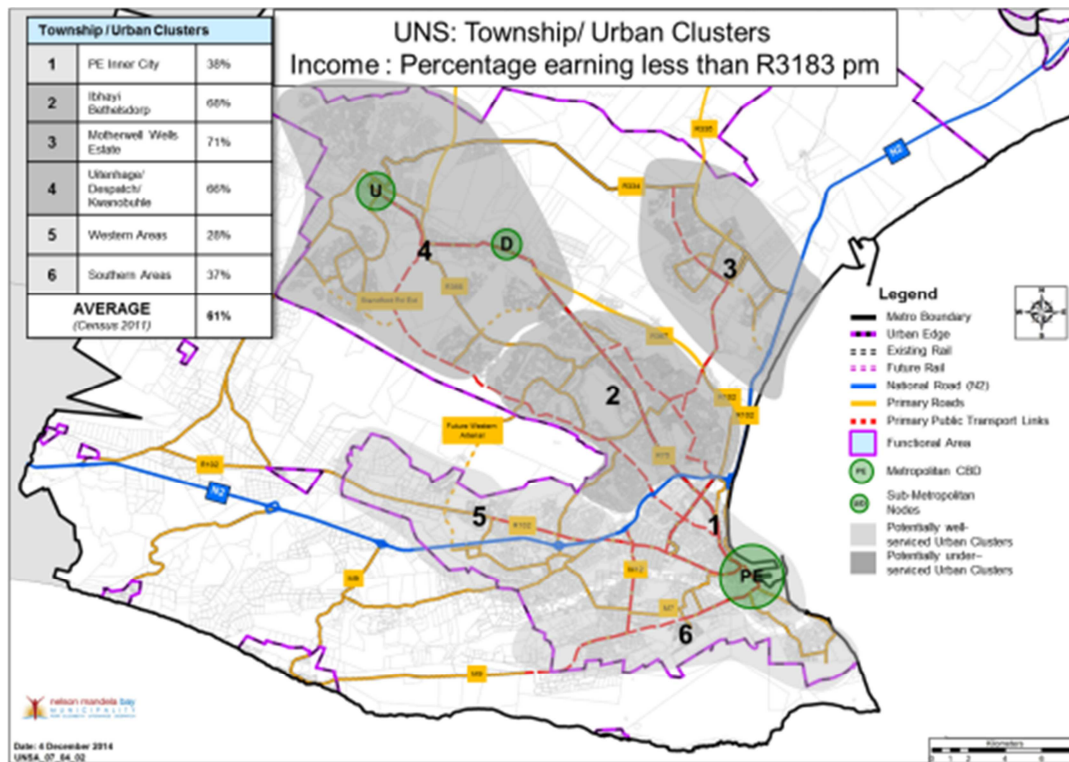 UNS: Township/ Urban Clusters
Income : Percentage earning less than R3183 pm
Township / Urban Clusters
1 PE Inner City 38%
2 Ibhayi
Bethelsdorp 68%
3 Motherwell Wells
Estate 71%
4 Uitenhage/
Despatch/
Kwanobuhle 66%
5 Western Areas 28%
6 Southern Areas 37%
AVERAGE
(Census 2011) 61%
N2
R335
R334
U
D
4
3
2
Future Western
Arterial
R102
N2
5
R102
1
PE
M7
6
M9
Legend
Metro Boundary
Urban Edge
Existing Rail
Future Rail
National Road (N2)
Primary Roads
Primary Public Transport Links
Functional Area
PE Metropolitan CBD
Sub-Metropolitan
Nodes
Potentially well-
serviced Urban Clusters
Potentially under-
serviced Urban Clusters
nelson mandela bay
MUNICIPALITY
Date: 4 December 2014
UNSA_07_04_02
Kilometers